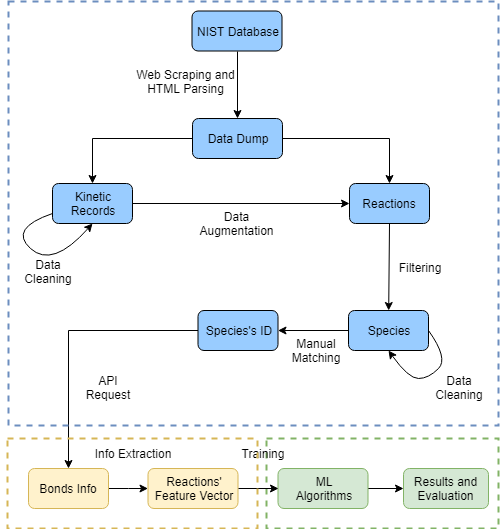 NIST Database
Web Scraping and
HTML Parsing
Data Dump
Kinetic
Records
Reactions
Data
Augmentation
Data
Cleaning
Filtering
Species's ID
Species
Manual
Matching
Data
Cleaning
API
Request
Info Extraction
Training
Bonds Info
Reactions'
Feature Vector
ML
Algorithms
Results and
Evaluation